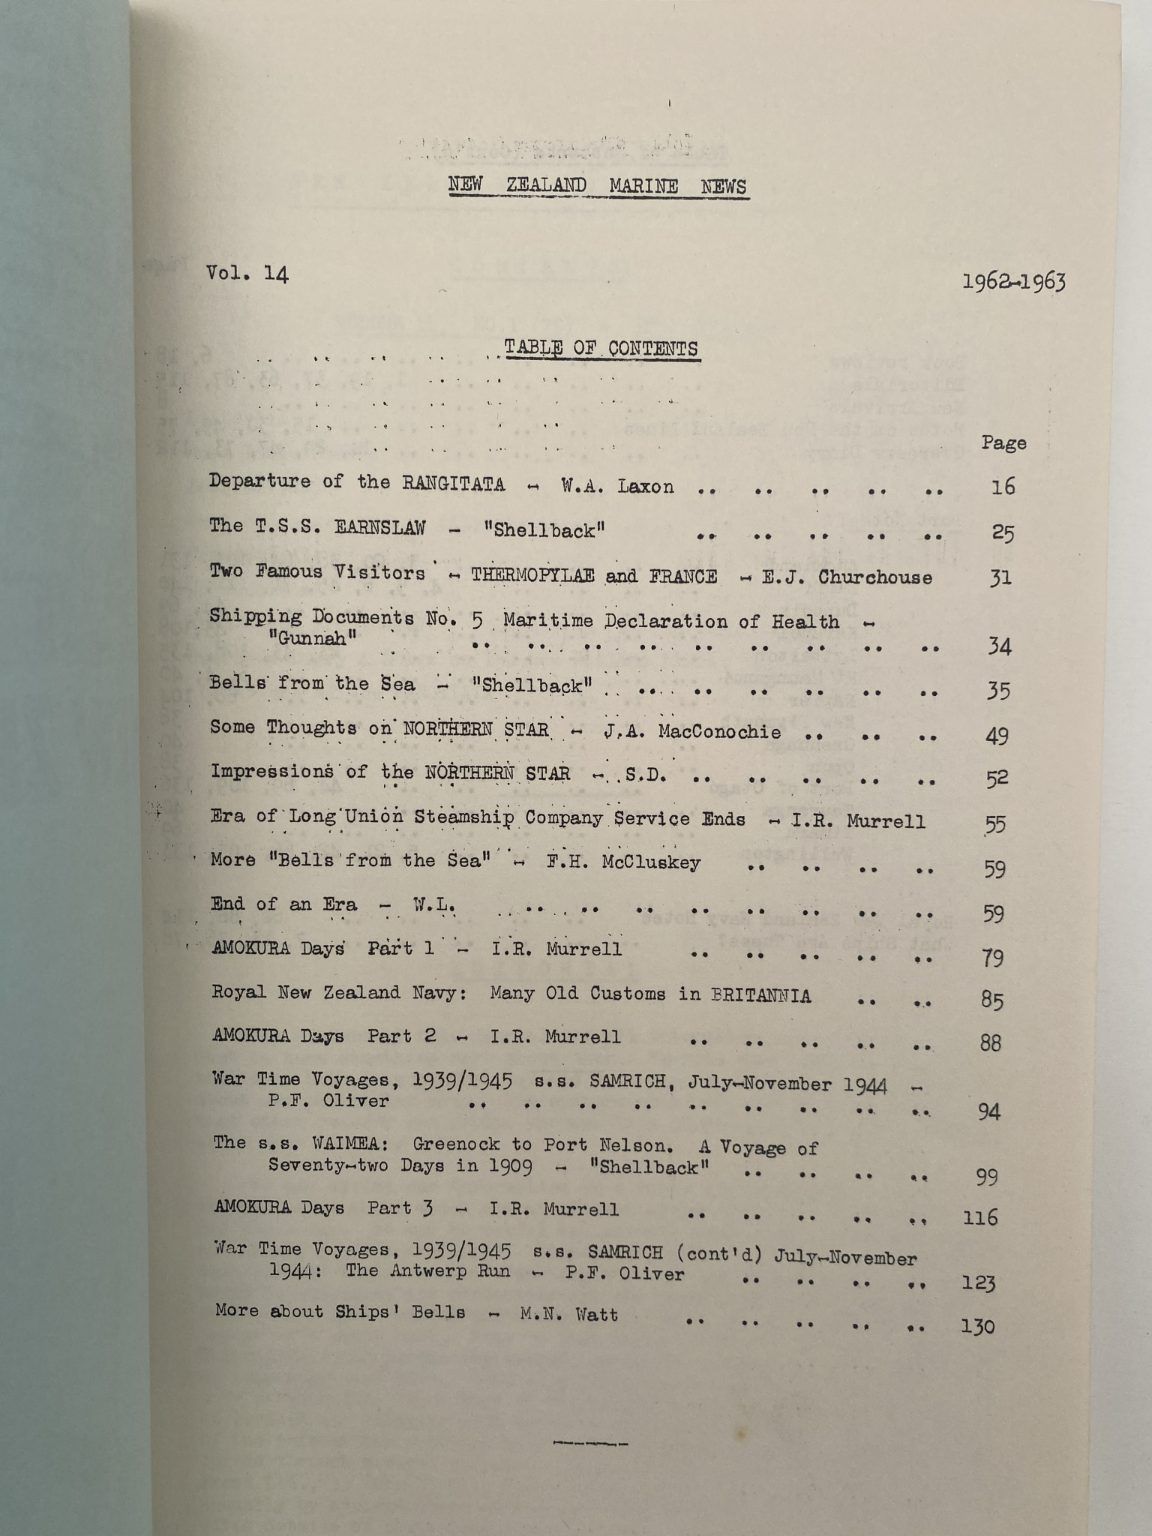 NEW ZEALAND MARINE NEWS
Vol. 14 1962-1963
TABLE OF CONTENTS
Page
Departure of the RANGITATA - W.A. Laxon .. .. .. .. .. 16
The T.S.S. EARNSLAW - "Shellback" .. .. .. .. .. 25
Two Famous Visitors - THERMOPYLAE and FRANCE - E.J. Churchouse 31
Shipping Documents No. 5 Maritime Declaration of Health -
"Gunnah" .. .. .. .. .. .. .. .. .. 34
Bells from the Sea - "Shellback" .. .. .. .. .. .. .. 35
Some Thoughts on NORTHERN STAR - J.A. MacConochie .. .. .. 49
Impressions of the NORTHERN STAR - S.D. .. .. .. .. .. 52
Era of Long Union Steamship Company Service Ends - I.R. Murrell 55
More "Bells from the Sea" - F.H. McCluskey .. .. .. .. 59
End of an Era - W.L. .. .. .. .. .. .. .. .. 59
AMOKURA Days Part 1 - I.R. Murrell .. .. .. .. .. 79
Royal New Zealand Navy: Many Old Customs in BRITANNIA .. .. 85
AMOKURA Days Part 2 - I.R. Murrell .. .. .. .. .. 88
War Time Voyages, 1939/1945 s.s. SAMRICH, July-November 1944 -
P.F. Oliver .. .. .. .. .. .. .. .. .. 94
The s.s. WAIMEA: Greenock to Port Nelson. A Voyage of
Seventy-two Days in 1909 - "Shellback" .. .. .. .. 99
AMOKURA Days Part 3 - I.R. Murrell .. .. .. .. .. 116
War Time Voyages, 1939/1945 s.s. SAMRICH (cont'd) July-November
1944: The Antwerp Run - P.F. Oliver .. .. .. .. 123
More about Ships' Bells - M.N. Watt .. .. .. .. .. 130